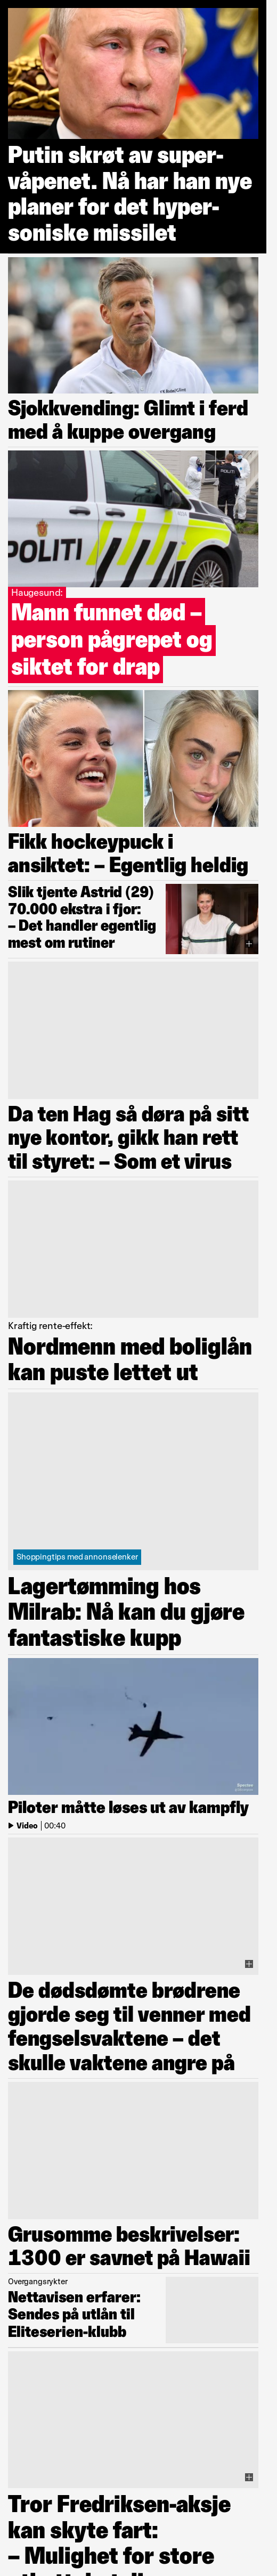 Putin skrøt av super-
våpenet. Nå har han nye
planer for det hyper-
soniske missilet
Sjokkvending: Glimt i ferd
med å kuppe overgang
POLITI
POLITI
Haugesund:
Mann funnet død –
person pågrepet og
siktet for drap
Fikk hockeypuck i
ansiktet: – Egentlig heldig
Slik tjente Astrid (29)
70.000 ekstra i fjor:
– Det handler egentlig
mest om rutiner
Da ten Hag så døra på sitt
nye kontor, gikk han rett
til styret: – Som et virus
Kraftig rente-effekt:
Nordmenn med boliglån
kan puste lettet ut
Shoppingtips med annonselenker
Lagertømming hos
Milrab: Nå kan du gjøre
fantastiske kupp
Piloter måtte løses ut av kampfly
Video | 00:40
De dødsdømte brødrene
gjorde seg til venner med
fengselsvaktene – det
skulle vaktene angre på
Grusomme beskrivelser:
1300 er savnet på Hawaii
Overgangsrykter
Nettavisen erfarer:
Sendes på utlån til
Eliteserien-klubb
Tror Fredriksen-aksje
kan skyte fart:
– Mulighet for store